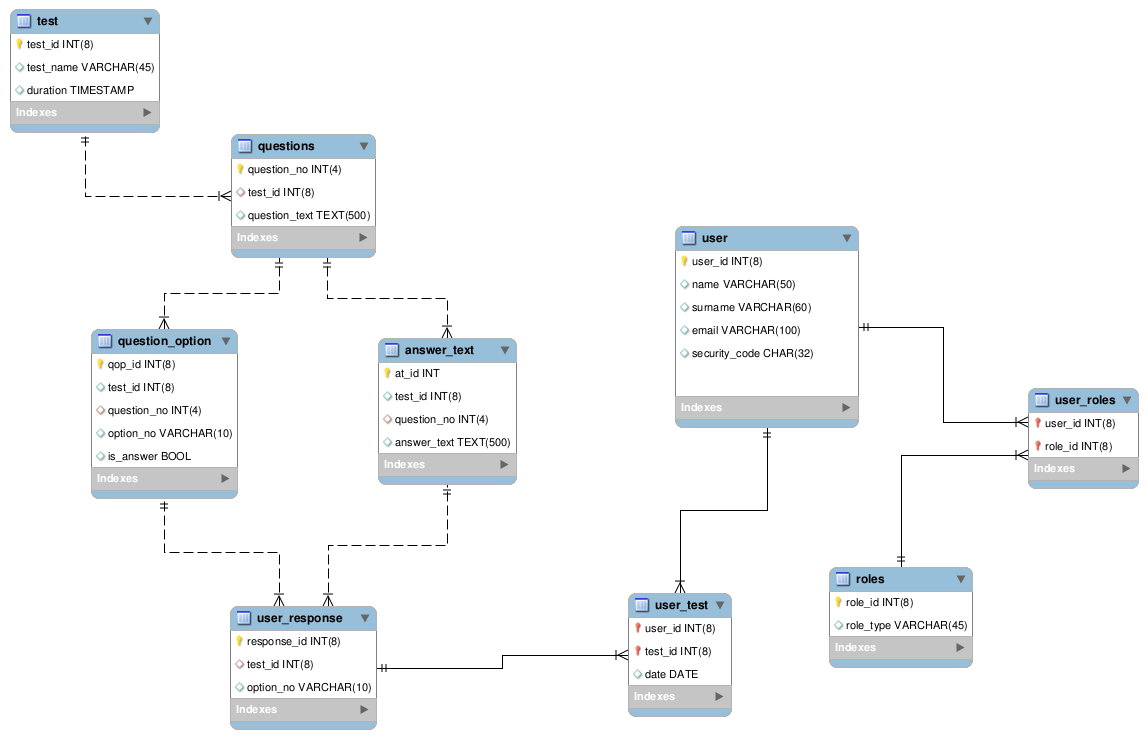 test
test_id INT(8)
test_name VARCHAR(45)
duration TIMESTAMP
Indexes
questions
question_no INT(4)
test_id INT(8)
question_text TEXT(500)
Indexes
question_option
qop_id INT(8)
test_id INT(8)
question_no INT(4)
option_no VARCHAR(10)
is_answer BOOL
Indexes
answer_text
at_id INT
test_id INT(8)
question_no INT(4)
answer_text TEXT(500)
Indexes
user
user_id INT(8)
name VARCHAR(50)
surname VARCHAR(60)
email VARCHAR(100)
security_code CHAR(32)
Indexes
user_roles
user_id INT(8)
role_id INT(8)
Indexes
roles
role_id INT(8)
role_type VARCHAR(45)
Indexes
user_response
response_id INT(8)
test_id INT(8)
option_no VARCHAR(10)
Indexes
user_test
user_id INT(8)
test_id INT(8)
date DATE
Indexes